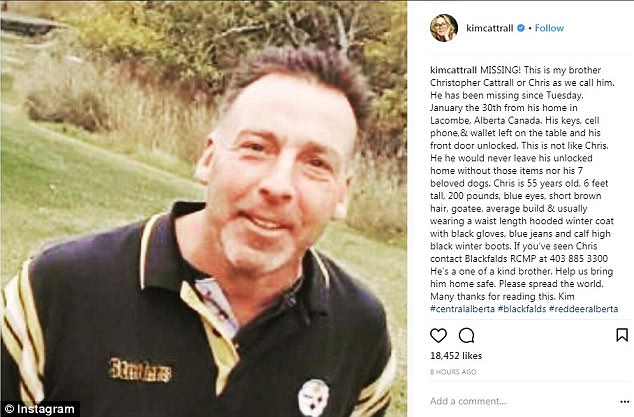 kimcattrall • Follow
kimcattrall MISSING! This is my brother
Christopher Cattrall or Chris as we call him.
He has been missing since Tuesday,
January the 30th from his home in
Lacombe, Alberta Canada. His keys, cell
phone,& wallet left on the table and his
front door unlocked. This is not like Chris.
He he would never leave his unlocked
home without those items nor his 7
beloved dogs. Chris is 55 years old, 6 feet
tall, 200 pounds, blue eyes, short brown
hair, goatee, average build & usually
wearing a waist length hooded winter coat
with black gloves, blue jeans and calf high
black winter boots. If you've seen Chris
contact Blackfalds RCMP at 403 885 3300
He's a one of a kind brother. Help us bring
him home safe. Please spread the world.
Many thanks for reading this. Kim
#centralalberta #blackfalds #reddeeralberta
18,452 likes
8 HOURS AGO
Add a comment...
Steelers
Steelers
© Instagram